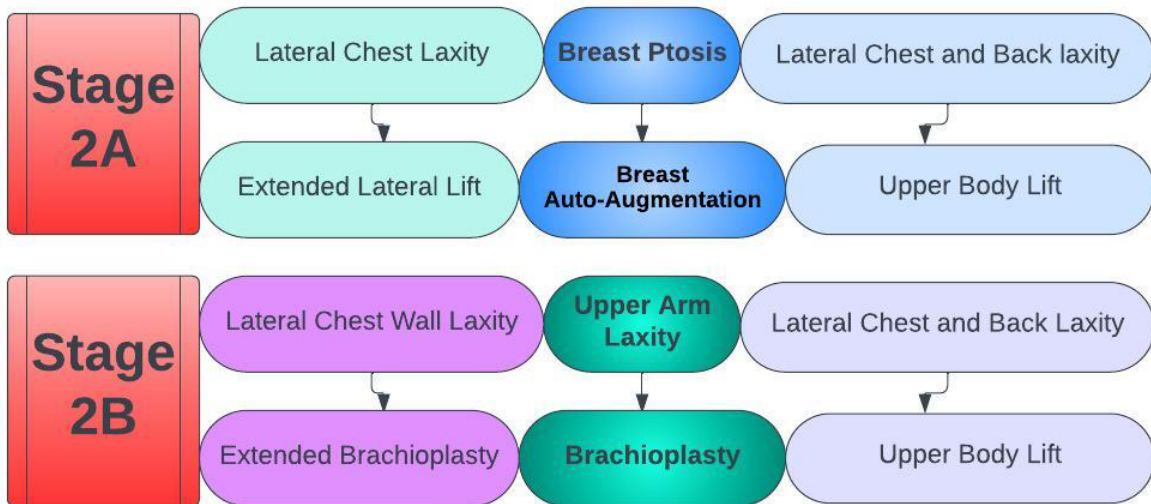 Stage
2A
Lateral Chest Laxity
Breast Ptosis
Lateral Chest and Back laxity
Extended Lateral Lift
Breast
Auto-Augmentation
Upper Body Lift
Stage
2B
Lateral Chest Wall Laxity
Upper Arm
Laxity
Lateral Chest and Back Laxity
Extended Brachioplasty
Brachioplasty
Upper Body Lift